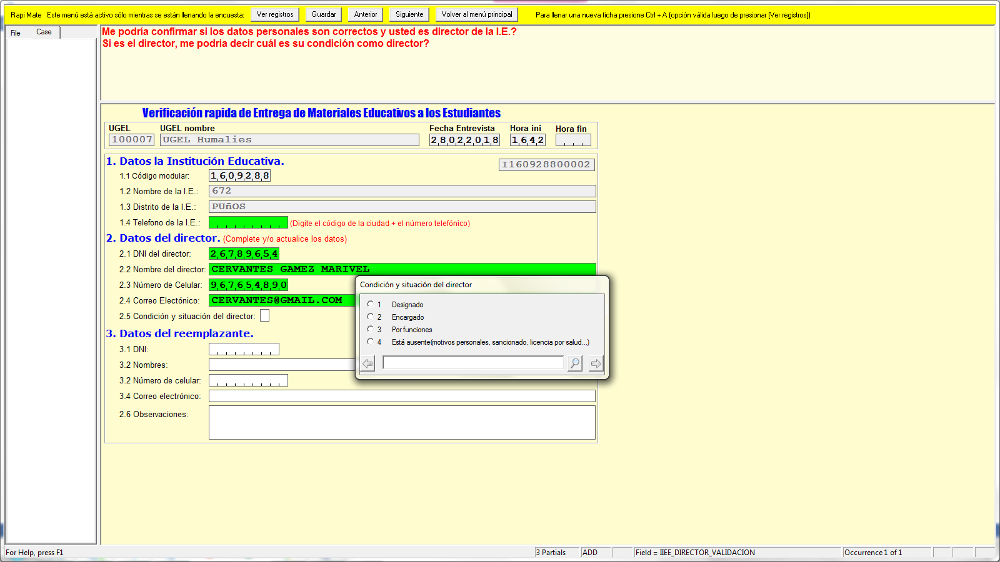 Rapi Mate Este menú está activo sólo mientras se están llenando la encuesta: Ver registros Guardar Anterior Siguiente Volver al menú principal Para llenar una nueva ficha presione Ctrl + A (opción válida luego de presionar [Ver registros])
File Case
Me podría confirmar si los datos personales son correctos y usted es director de la I.E.?
Si es el director, me podria decir cuál es su condición como director?
Verificación rapida de Entrega de Materiales Educativos a los Estudiantes
UGEL UGEL nombre Fecha Entrevista Hora ini Hora fin
100007 UGEL Humalies 28022018 1642
1. Datos la Institución Educativa.
I160928800002
1.1 Código modular: 1609288
1.2 Nombre de la I.E.: 672
1.3 Distrito de la I.E.: PUñOS
1.4 Telefono de la I.E.: (Digite el código de la ciudad + el número telefónico)
2. Datos del director. (Complete y/o actualice los datos)
2.1 DNI del director: 26789654
2.2 Nombre del director: CERVANTES GAMEZ MARIVEL
2.3 Número de Celular: 967654890
2.4 Correo Electónico: CERVANTES@GMAIL.COM
2.5 Condición y situación del director:
3. Datos del reemplazante.
3.1 DNI:
3.2 Nombres:
3.2 Número de celular:
3.4 Correo electrónico:
2.6 Observaciones:
Condición y situación del director
1 Designado
2 Encargado
3 Por funciones
4 Está ausente(motivos personales, sancionado, licencia por salud...)
For Help, press F1 3 Partials ADD Field = IIEE_DIRECTOR_VALIDACION Occurrence 1 of 1